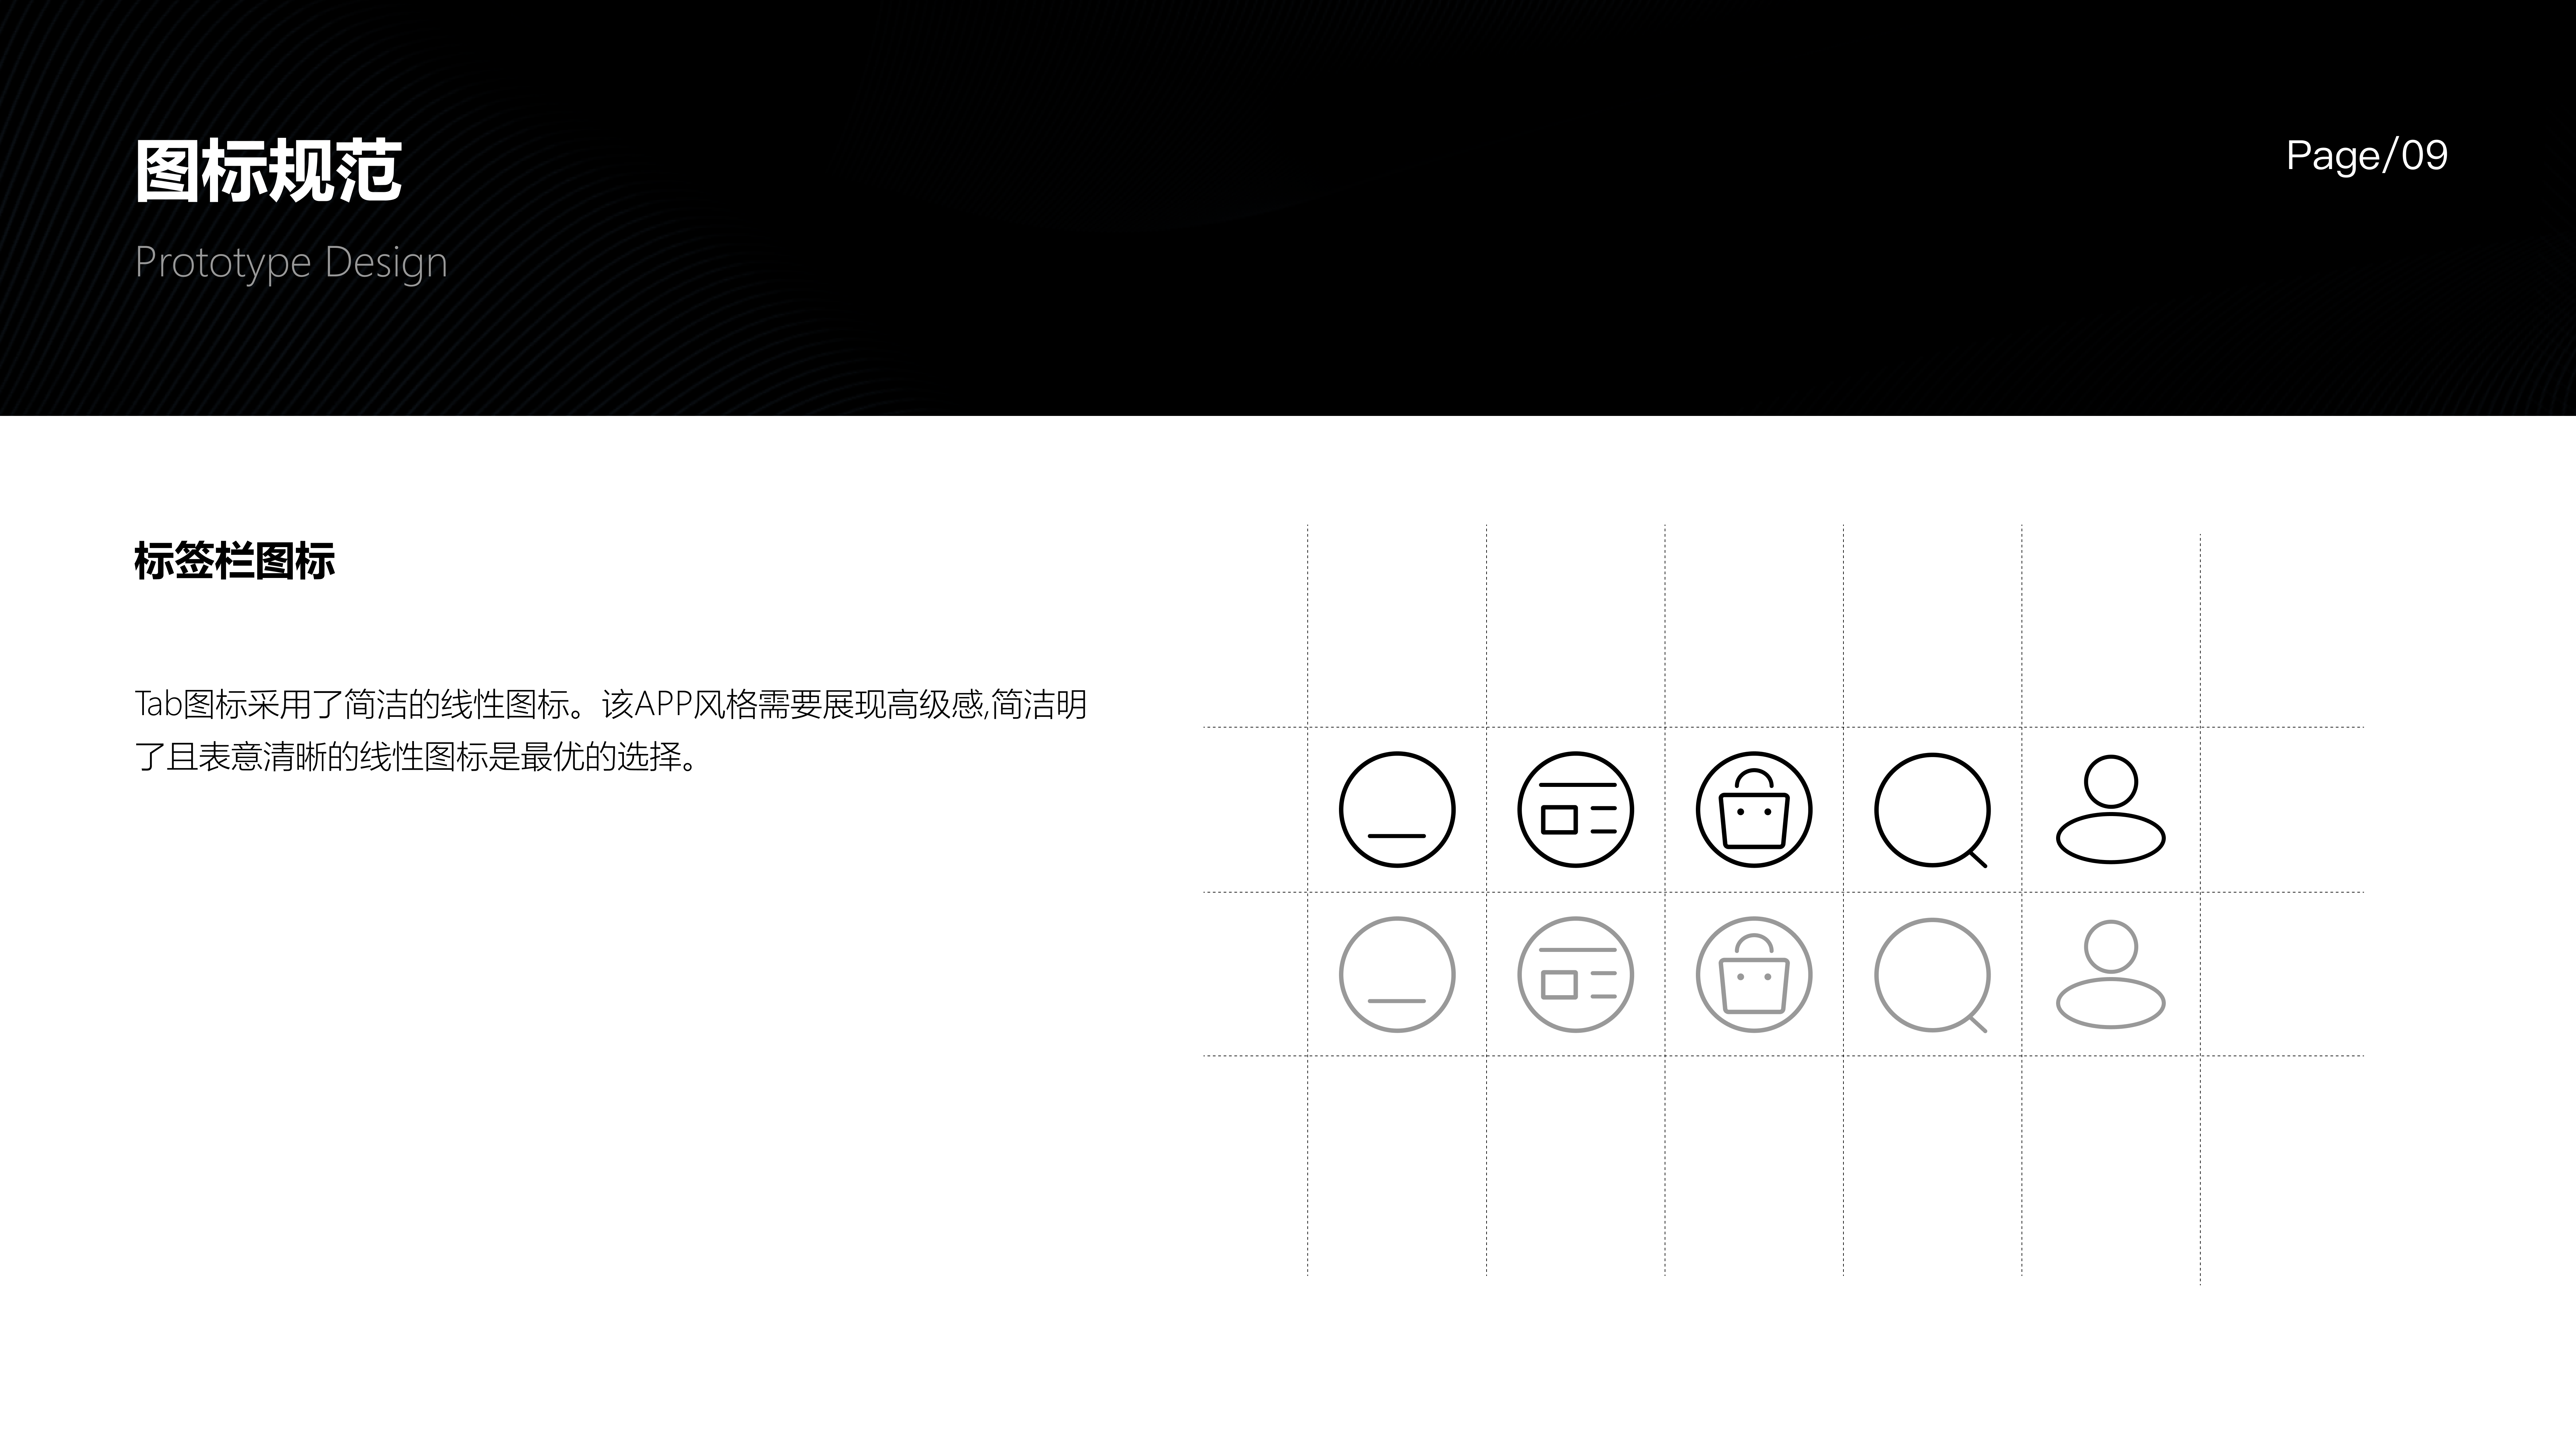 图标规范
Page/09
Prototype Design
标签栏图标
Tab图标采用了简洁的线性图标。该APP风格需要展现高级感,简洁明
了且表意清晰的线性图标是最优的选择。